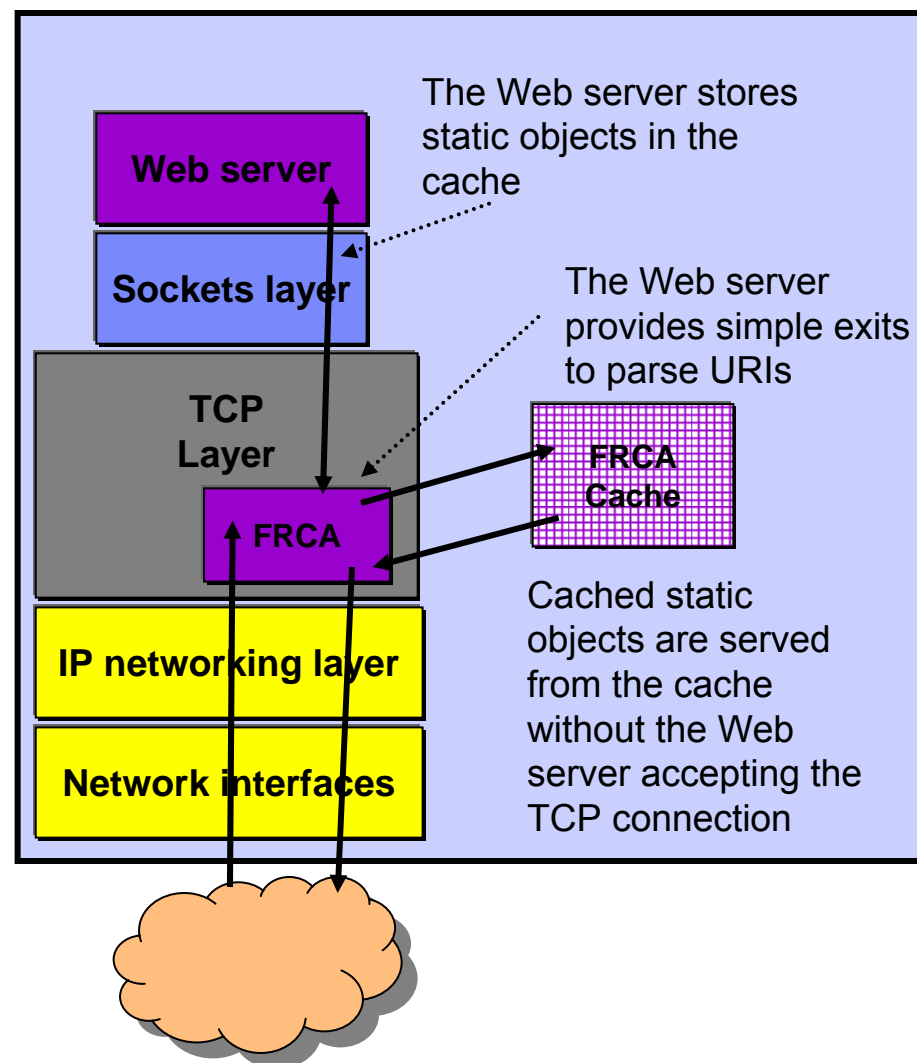 The Web server stores
static objects in the
cache
Web server
Sockets layer
The Web server
provides simple exits
to parse URIs
TCP
Layer
FRCA
FRCA
Cache
Cached static
objects are served
from the cache
without the Web
server accepting the
TCP connection
IP networking layer
Network interfaces